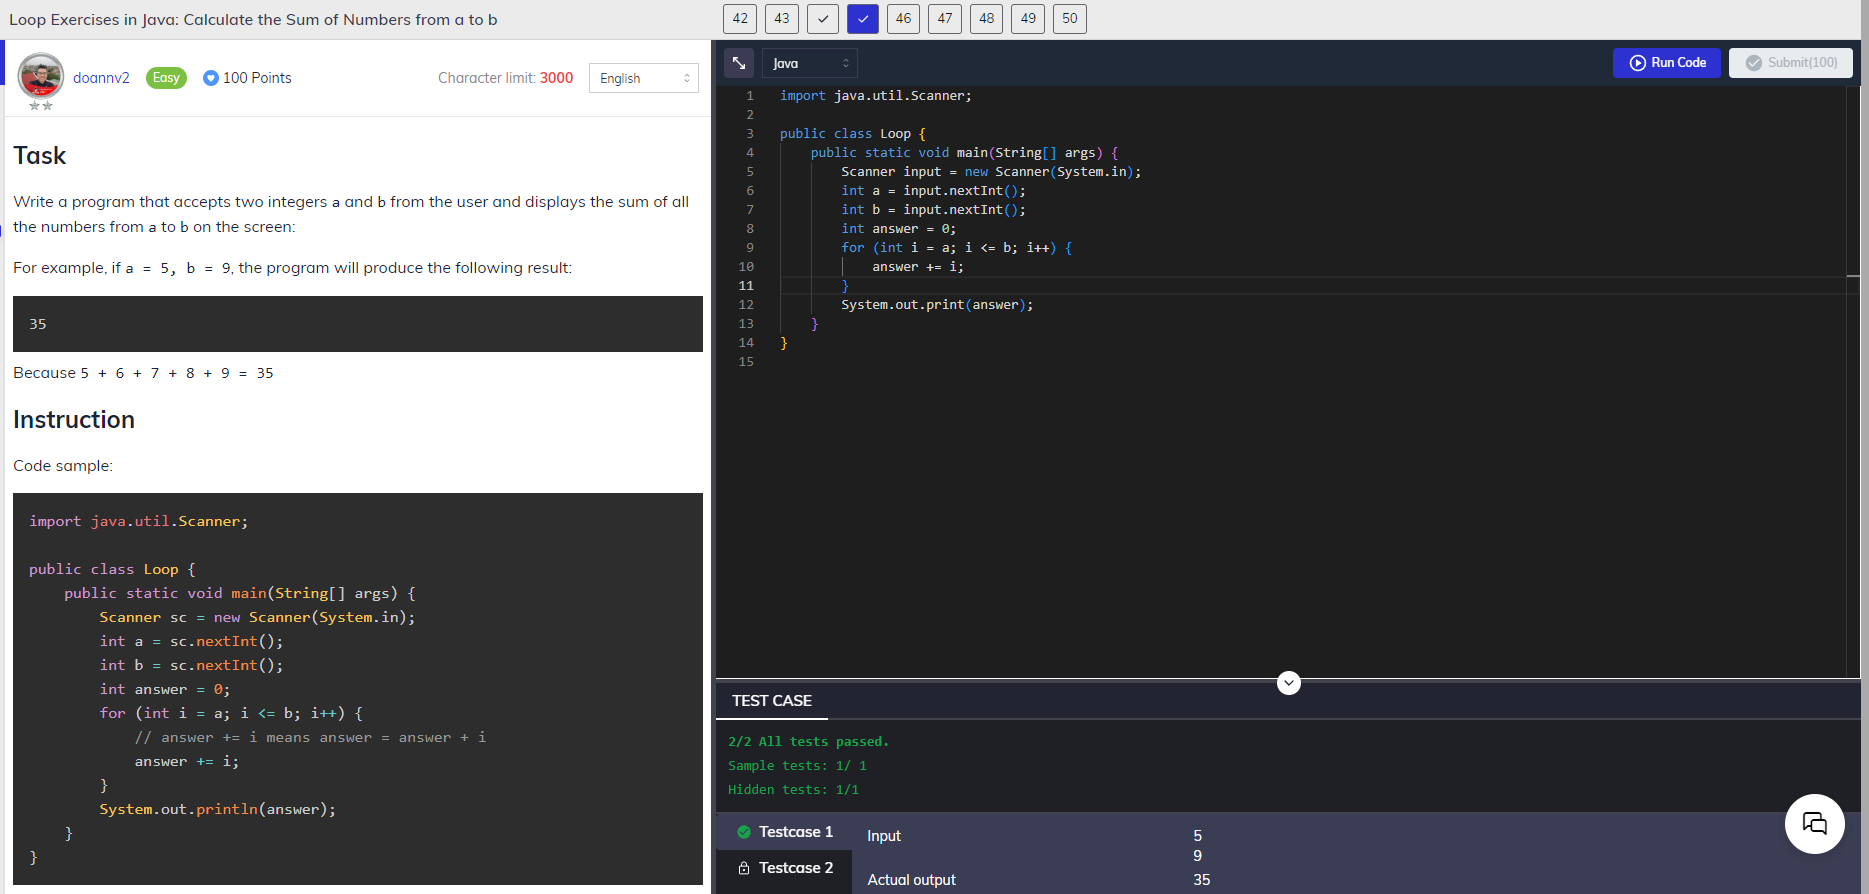 Loop Exercises in Java: Calculate the Sum of Numbers from a to b
42 43 46 47 48 49 50
doannv2 Easy 100 Points Character limit: 3000 English
Task
Write a program that accepts two integers a and b from the user and displays the sum of all
the numbers from a to b on the screen:
For example, if a = 5, b = 9, the program will produce the following result:
35
Because 5 + 6 + 7 + 8 + 9 = 35
Instruction
Code sample:
import java.util.Scanner;
public class Loop {
    public static void main(String[] args) {
        Scanner sc = new Scanner(System.in);
        int a = sc.nextInt();
        int b = sc.nextInt();
        int answer = 0;
        for (int i = a; i <= b; i++) {
            // answer += i means answer = answer + i
            answer += i;
        }
        System.out.println(answer);
    }
}
Java Run Code Submit(100)
1 import java.util.Scanner;
2
3 public class Loop {
4     public static void main(String[] args) {
5         Scanner input = new Scanner(System.in);
6         int a = input.nextInt();
7         int b = input.nextInt();
8         int answer = 0;
9         for (int i = a; i <= b; i++) {
10             answer += i;
11         }
12         System.out.print(answer);
13     }
14 }
15
TEST CASE
2/2 All tests passed.
Sample tests: 1/ 1
Hidden tests: 1/1
Testcase 1
Testcase 2
Input 5
9
Actual output 35